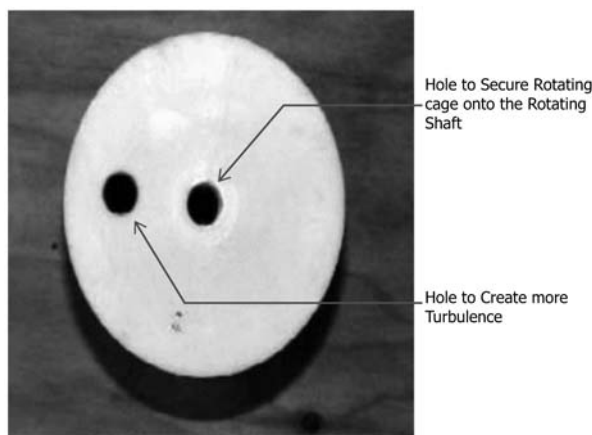 Hole to Secure Rotating
cage onto the Rotating
Shaft
Hole to Create more
Turbulence